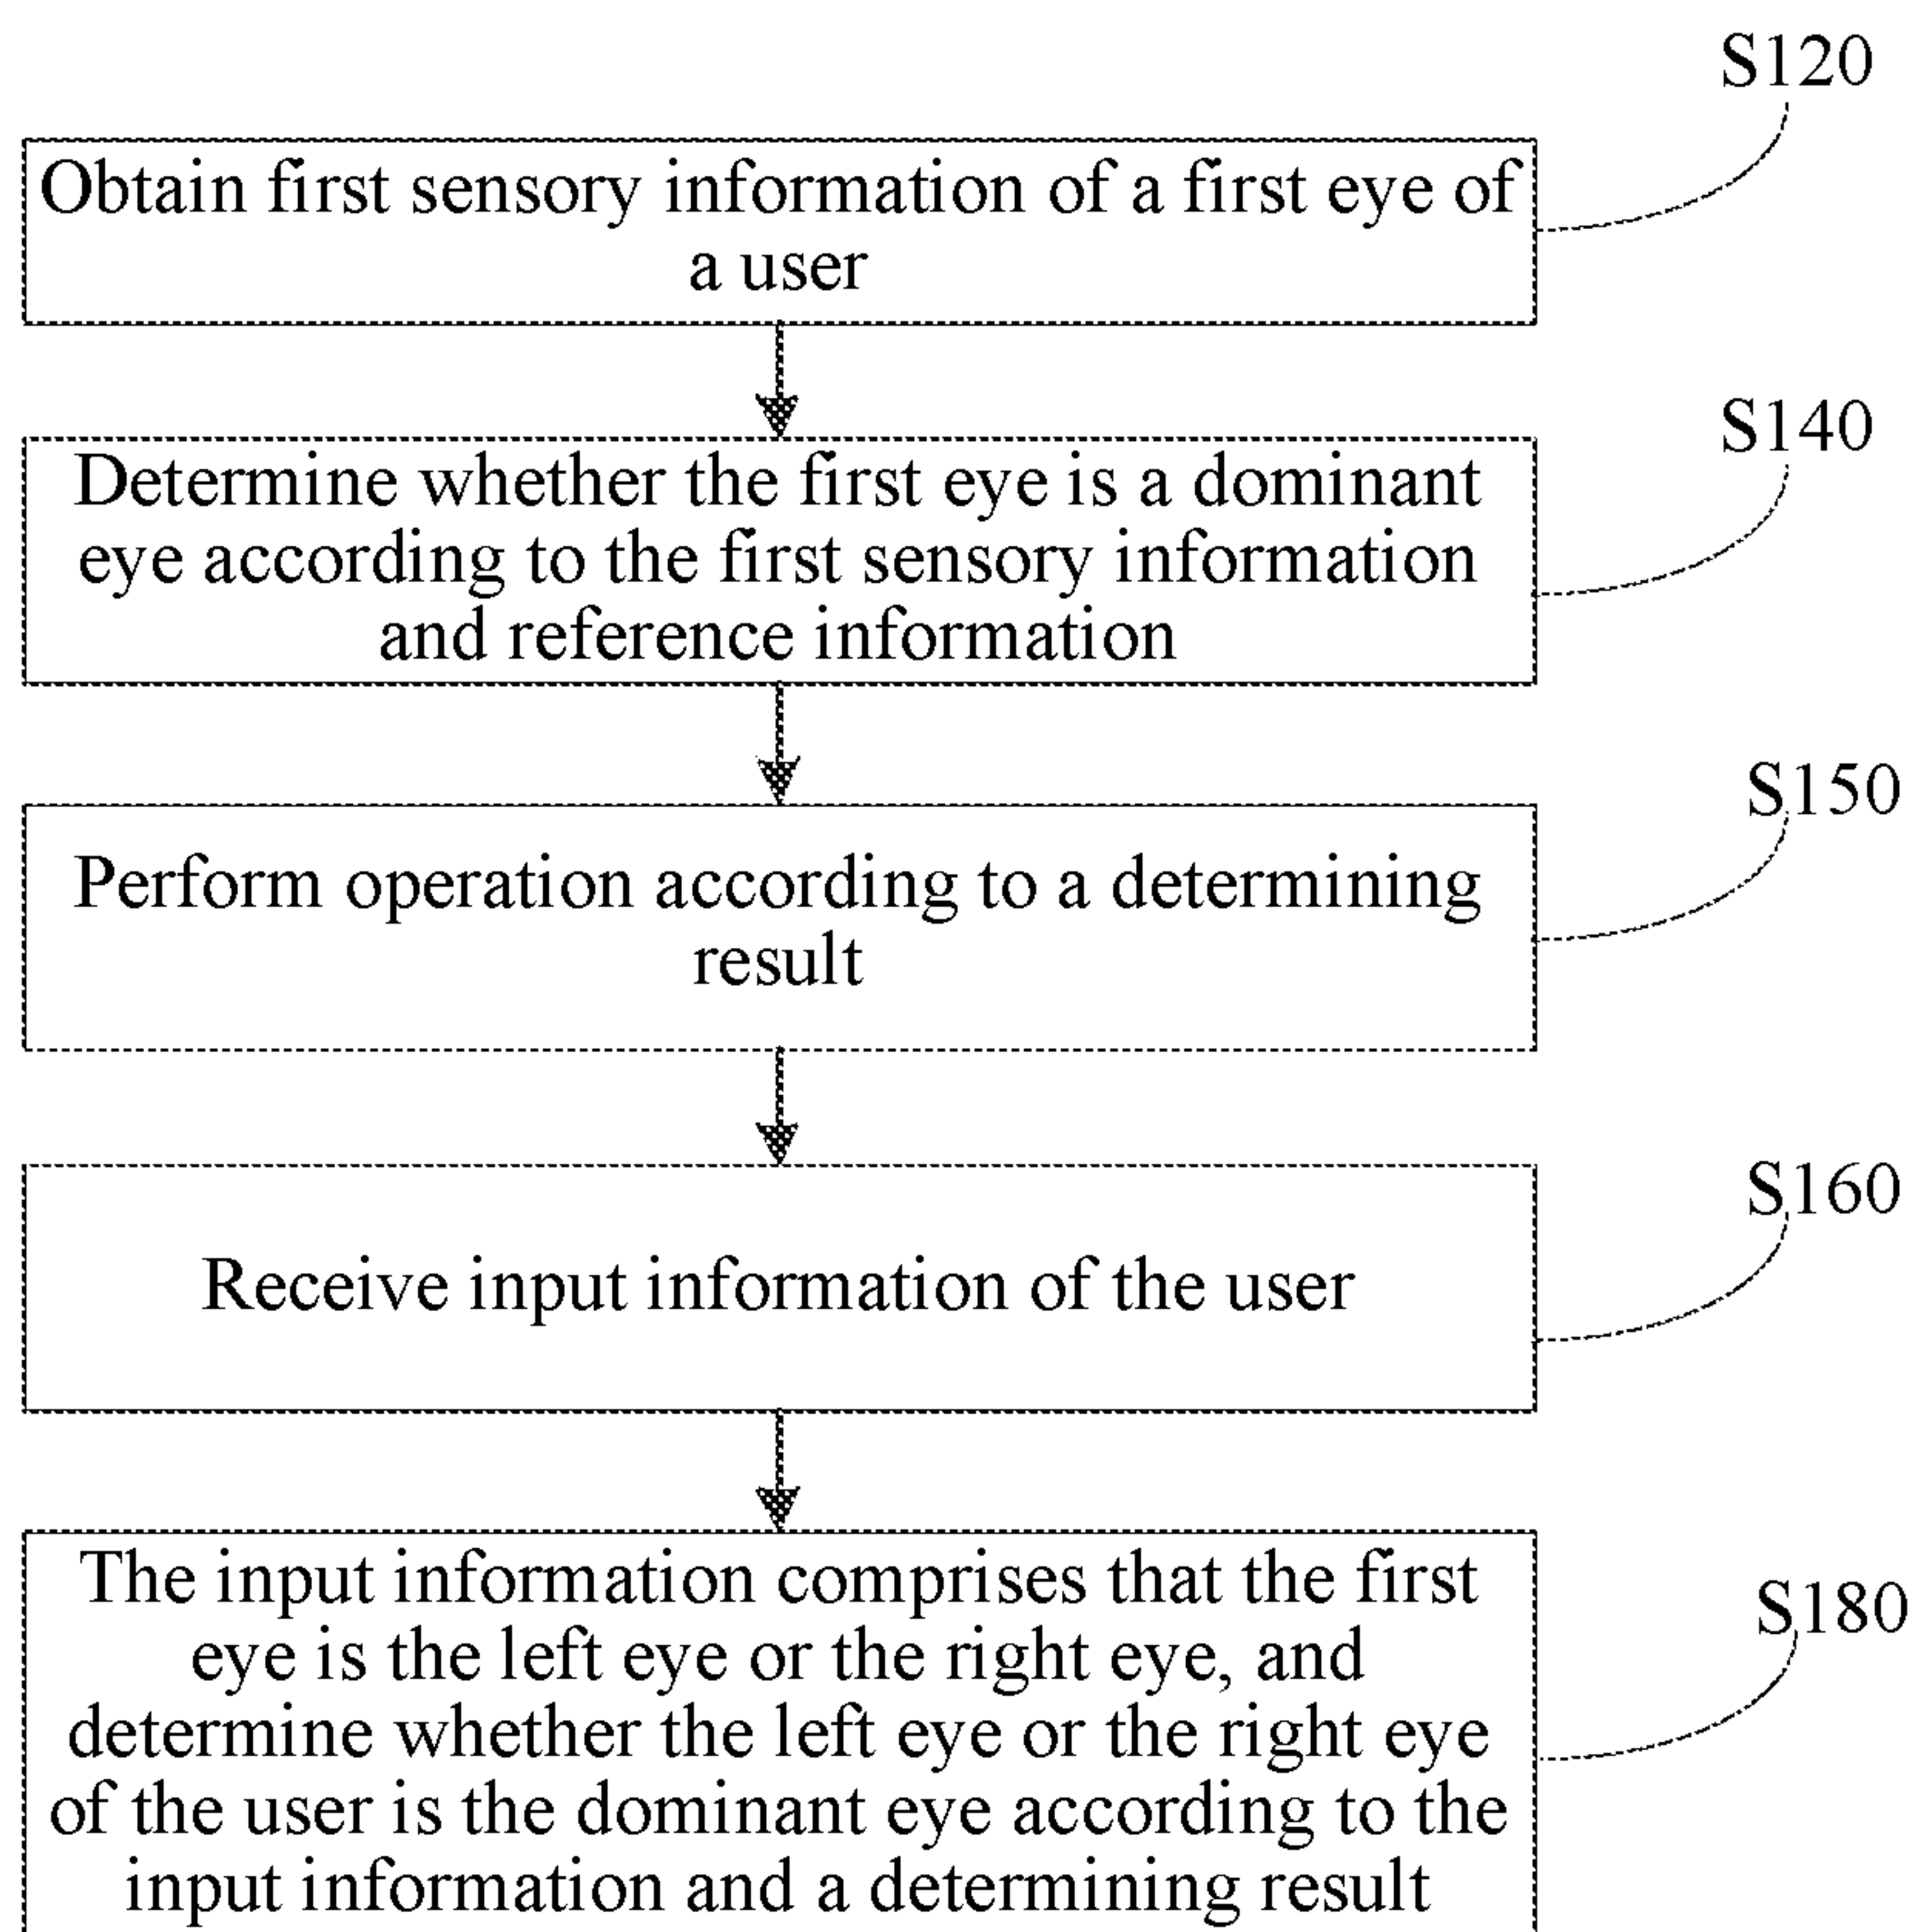 S120
Obtain first sensory information of a first eye of
a user
S140
Determine whether the first eye is a dominant
eye according to the first sensory information
and reference information
S150
Perform operation according to a determining
result
S160
Receive input information of the user
S180
The input information comprises that the first
eye is the left eye or the right eye, and
determine whether the left eye or the right eye
of the user is the dominant eye according to the
input information and a determining result